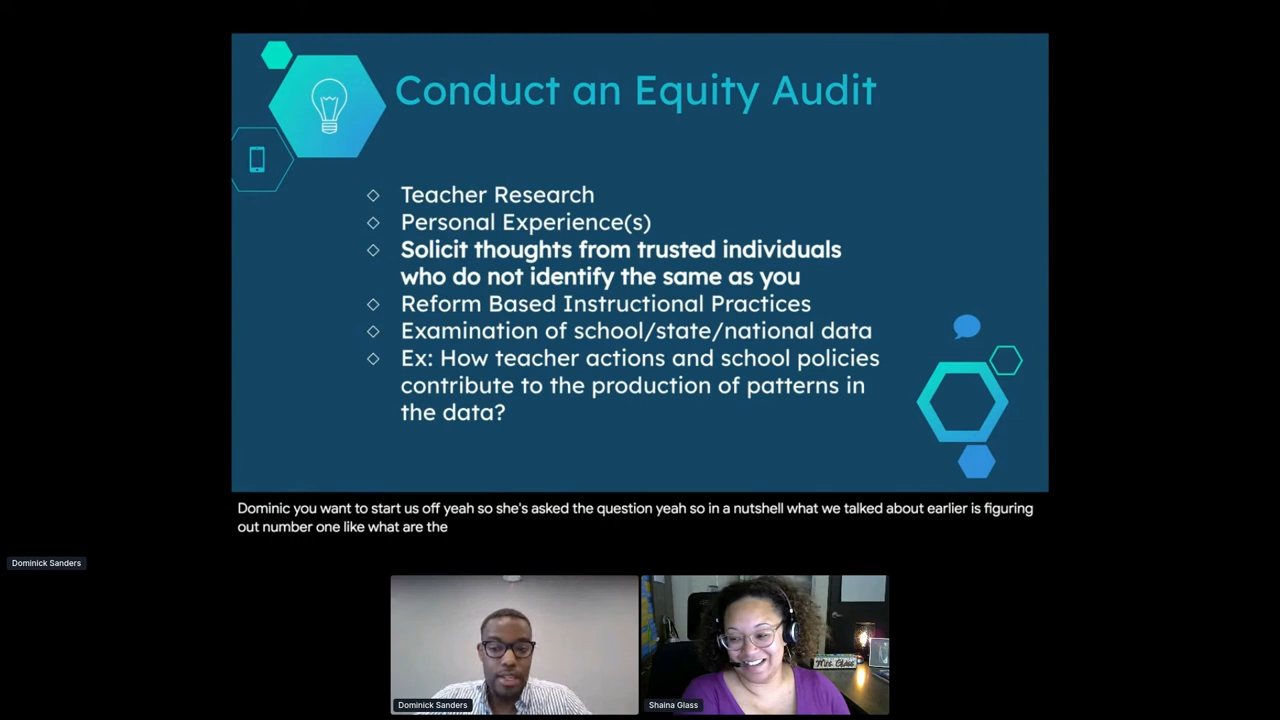 Conduct an Equity Audit
◇ Teacher Research
◇ Personal Experience(s)
◇ Solicit thoughts from trusted individuals
who do not identify the same as you
◇ Reform Based Instructional Practices
◇ Examination of school/state/national data
◇ Ex: How teacher actions and school policies
contribute to the production of patterns in
the data?
Dominic you want to start us off yeah so she's asked the question yeah so in a nutshell what we talked about earlier is figuring
out number one like what are the
Dominick Sanders
Mrs. Glass
Dominick Sanders
Shaina Glass